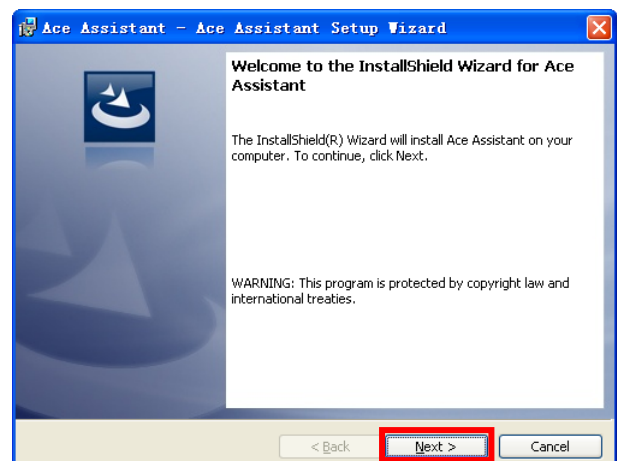 Ace Assistant - Ace Assistant Setup Wizard
Welcome to the InstallShield Wizard for Ace
Assistant
The InstallShield(R) Wizard will install Ace Assistant on your
computer. To continue, click Next.
WARNING: This program is protected by copyright law and
international treaties.
< Back Next > Cancel